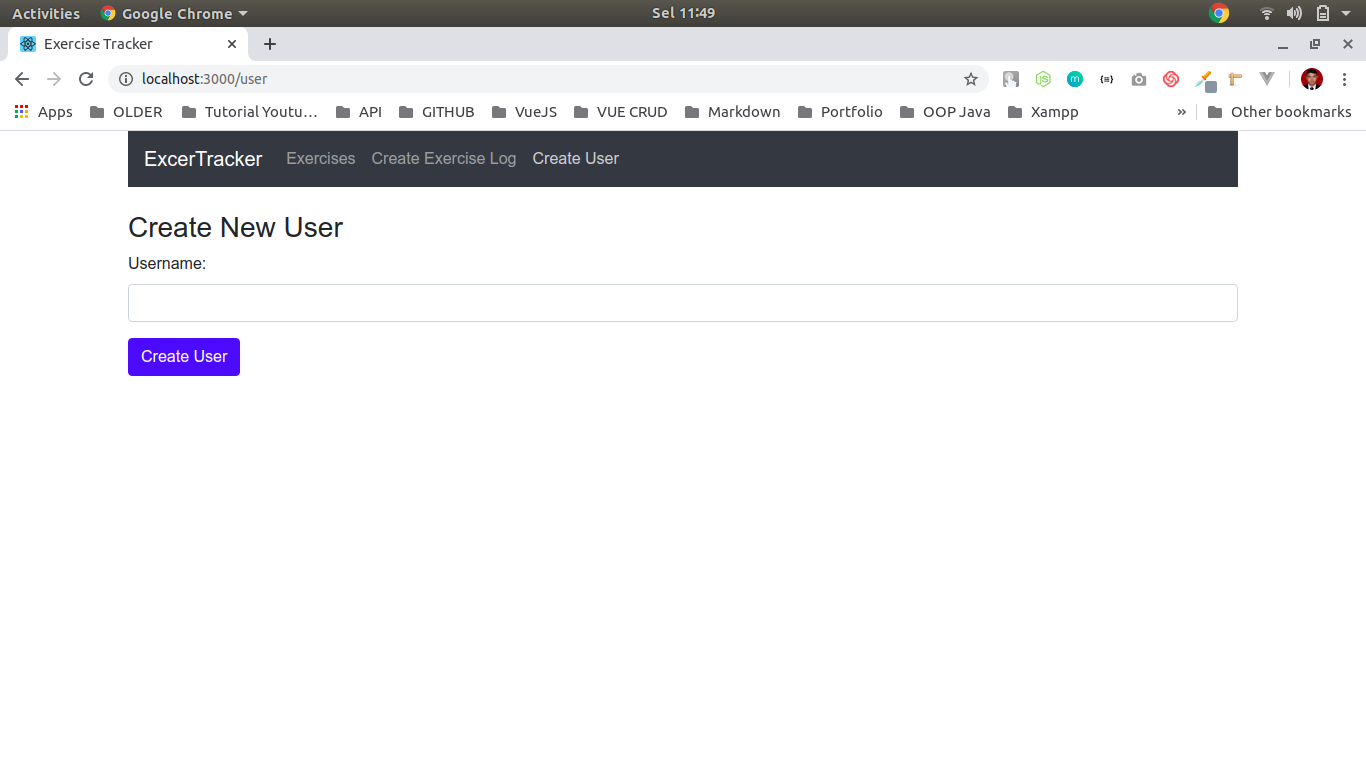 Activities Google Chrome Sel 11:49
Exercise Tracker
localhost:3000/user
Apps OLDER Tutorial Youtu... API GITHUB VueJS VUE CRUD Markdown Portfolio OOP Java Xampp » Other bookmarks
ExcerTracker Exercises Create Exercise Log Create User
Create New User
Username:
Create User